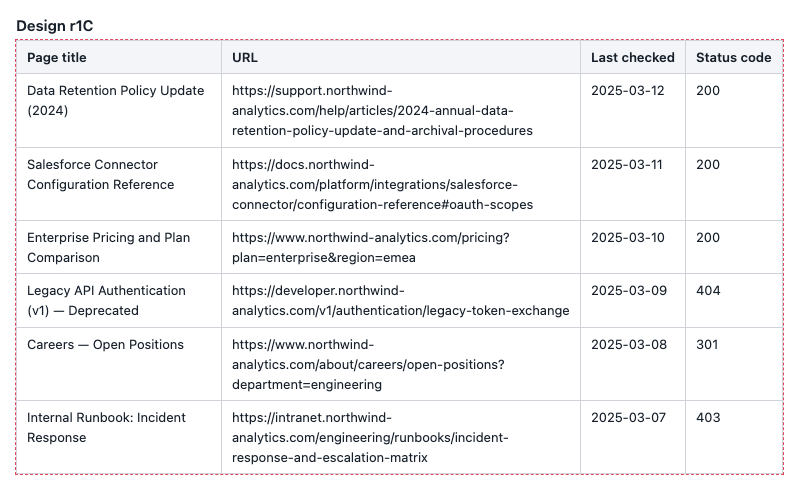 Design r1C
Page title URL Last checked Status code
Data Retention Policy Update https://support.northwind- 2025-03-12 200
(2024) analytics.com/help/articles/2024-annual-data-
retention-policy-update-and-archival-procedures
Salesforce Connector https://docs.northwind- 2025-03-11 200
Configuration Reference analytics.com/platform/integrations/salesforce-
connector/configuration-reference#oauth-scopes
Enterprise Pricing and Plan https://www.northwind-analytics.com/pricing? 2025-03-10 200
Comparison plan=enterprise&region=emea
Legacy API Authentication https://developer.northwind- 2025-03-09 404
(v1) — Deprecated analytics.com/v1/authentication/legacy-token-exchange
Careers — Open Positions https://www.northwind- 2025-03-08 301
analytics.com/about/careers/open-positions?
department=engineering
Internal Runbook: Incident https://intranet.northwind- 2025-03-07 403
Response analytics.com/engineering/runbooks/incident-
response-and-escalation-matrix